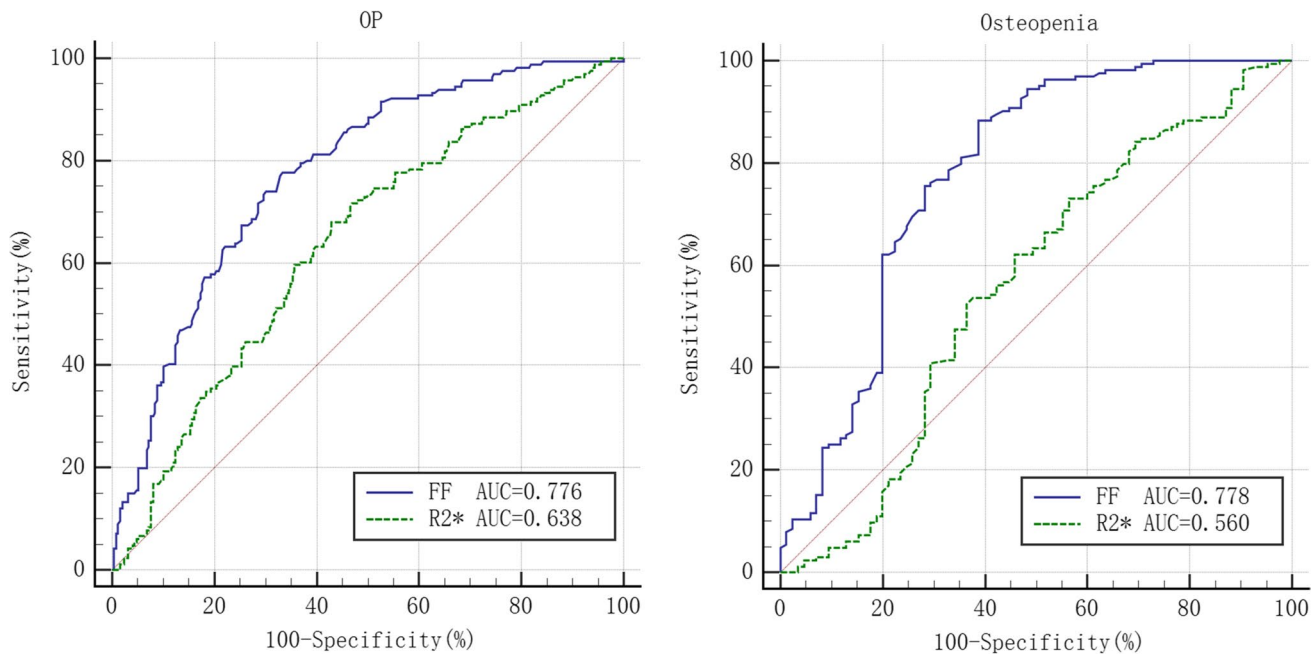 OP
Sensitivity(%)
100
80
60
40
20
0
FF AUC=0.776
R2* AUC=0.638
0 20 40 60 80 100
100-Specificity(%)
Osteopenia
Sensitivity(%)
100
80
60
40
20
0
FF AUC=0.778
R2* AUC=0.560
0 20 40 60 80 100
100-Specificity(%)